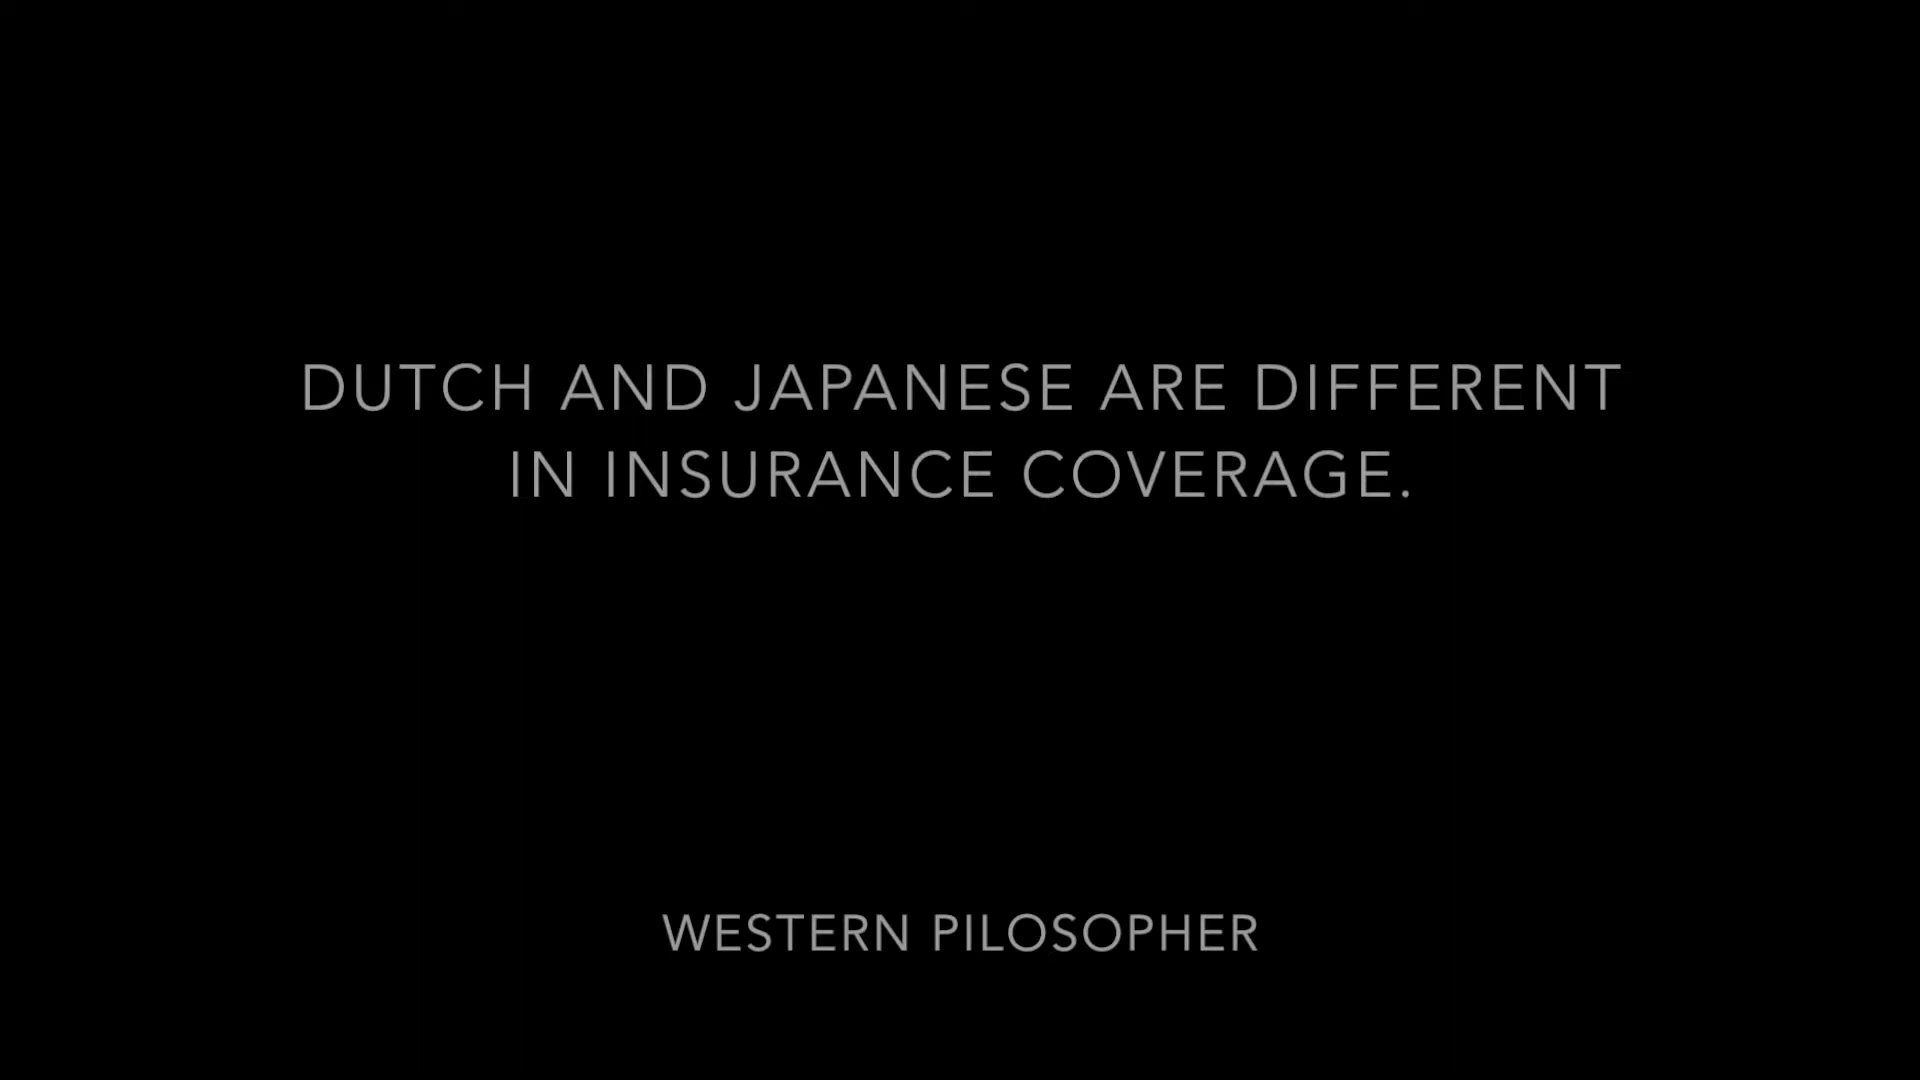 DUTCH AND JAPANESE ARE DIFFERENT
IN INSURANCE COVERAGE.
WESTERN PILOSOPHER